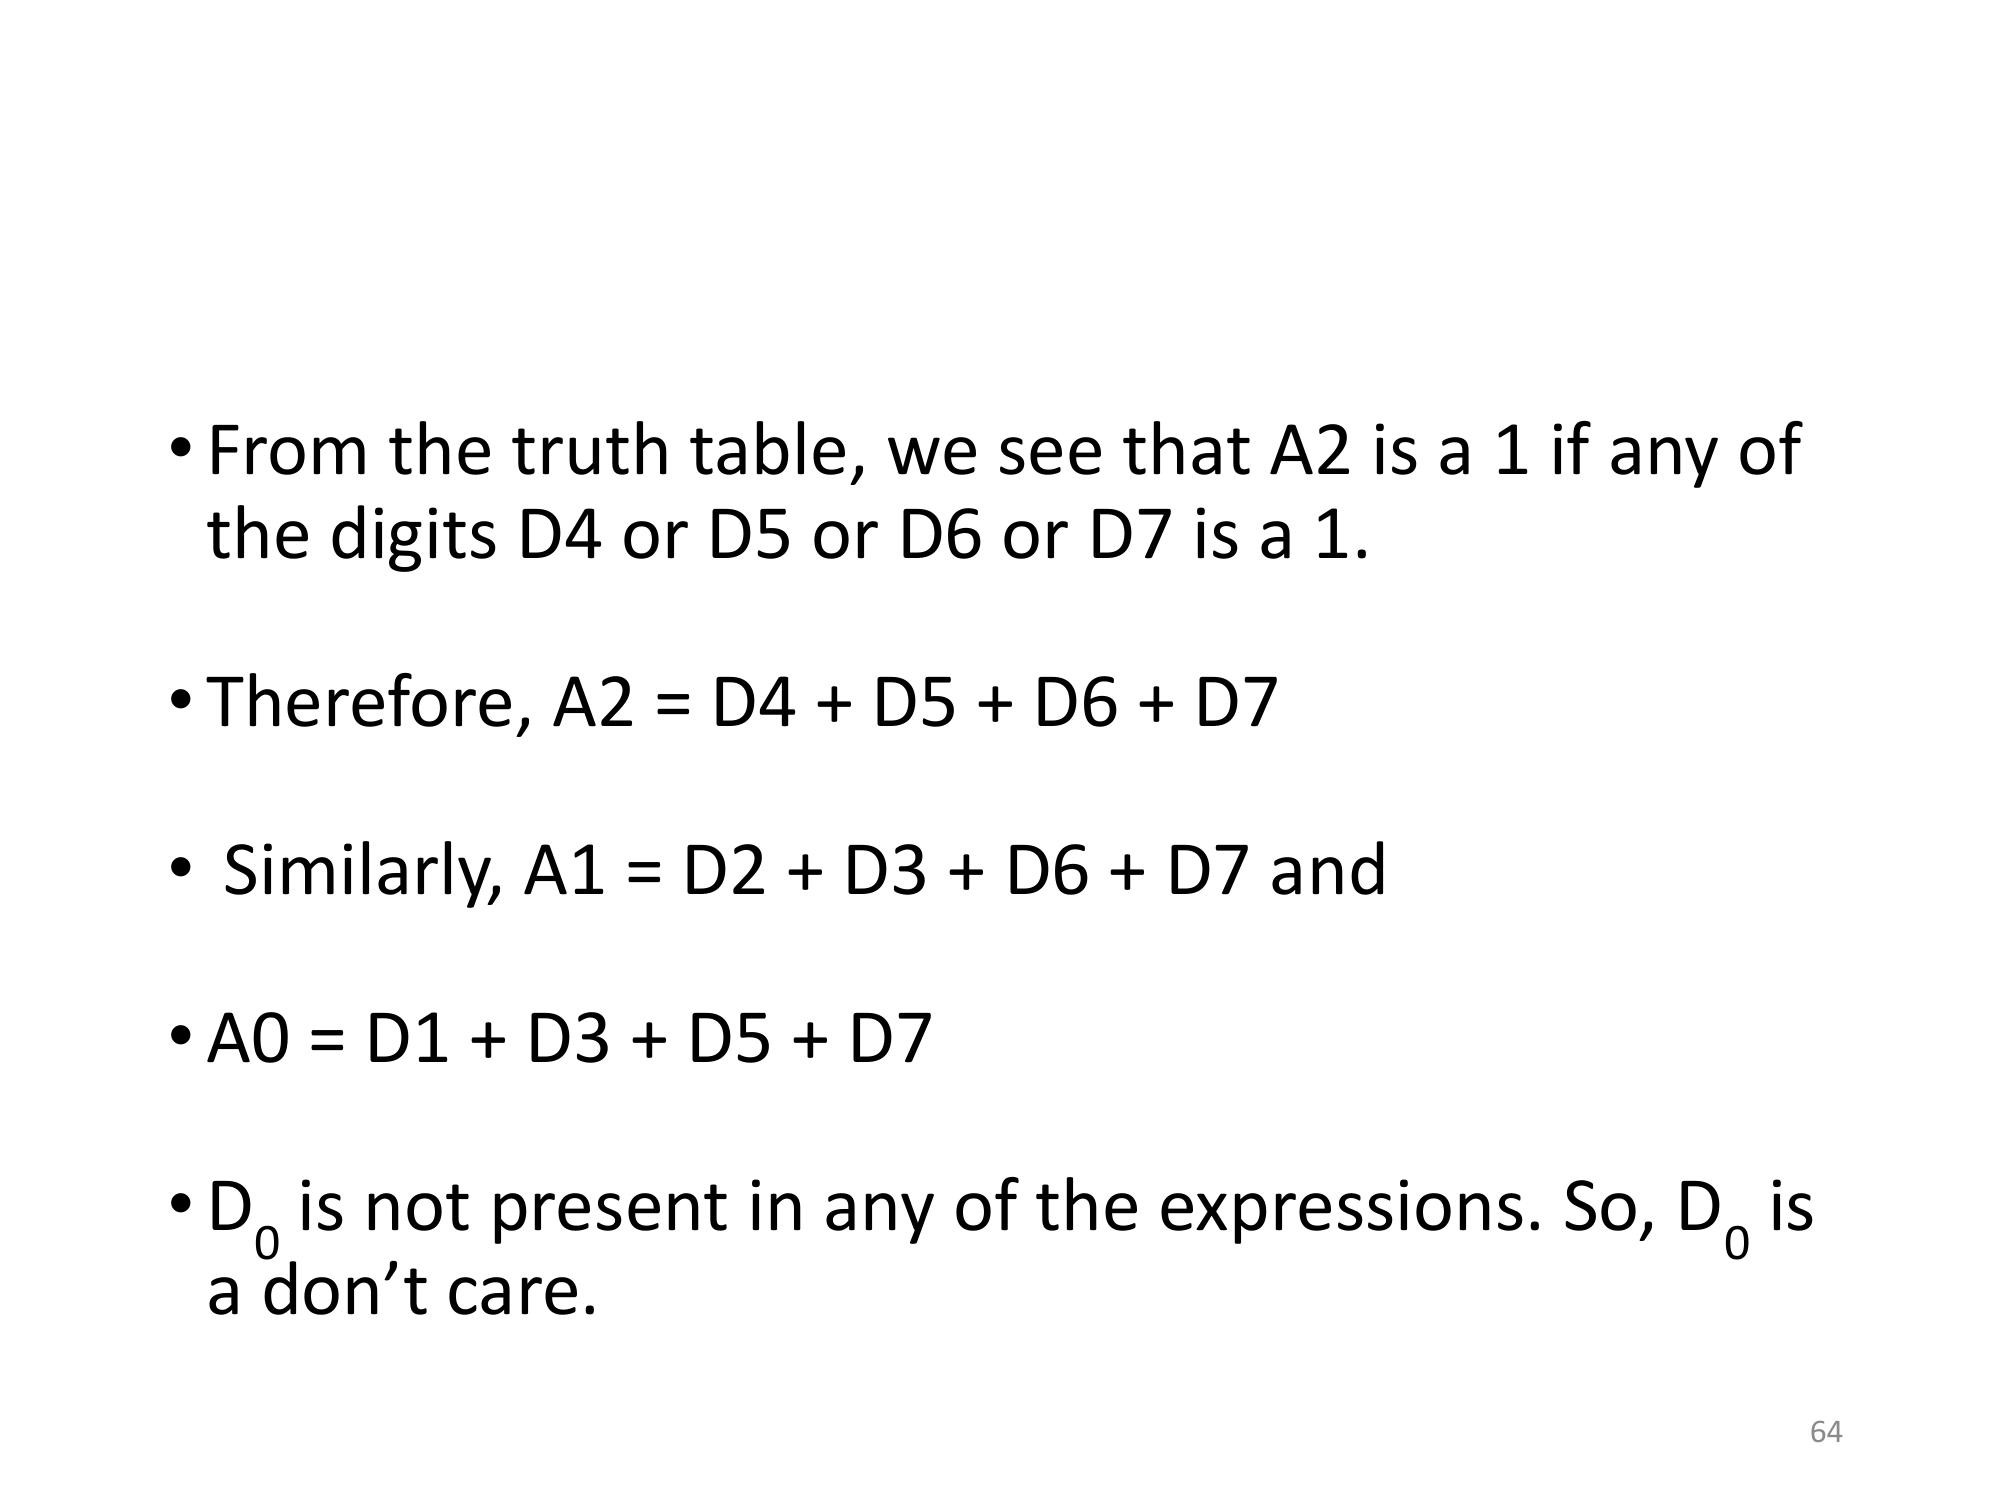 • From the truth table, we see that A2 is a 1 if any of
the digits D4 or D5 or D6 or D7 is a 1.
• Therefore, A2 = D4 + D5 + D6 + D7
• Similarly, A1 = D2 + D3 + D6 + D7 and
• A0 = D1 + D3 + D5 + D7
• D₀ is not present in any of the expressions. So, D₀ is
a don’t care.
64